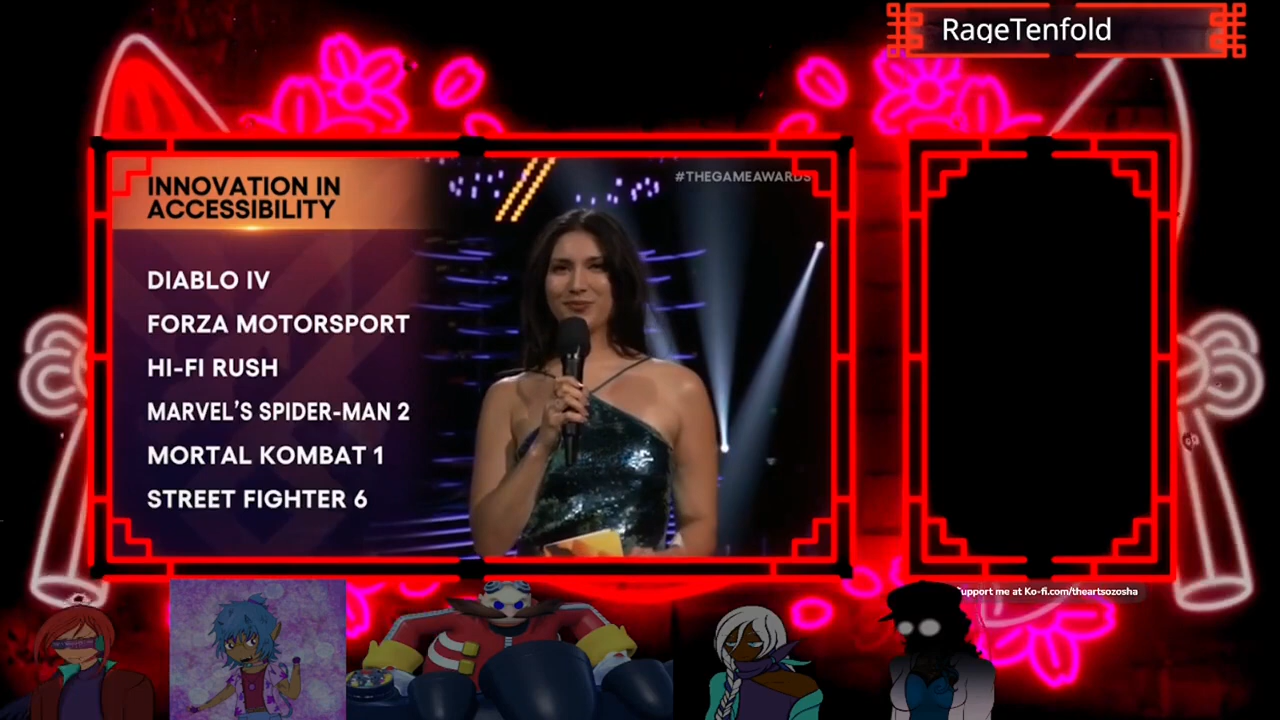 RageTenfold
INNOVATION IN
ACCESSIBILITY
#THEGAMEAWARDS
DIABLO IV
FORZA MOTORSPORT
HI-FI RUSH
MARVEL'S SPIDER-MAN 2
MORTAL KOMBAT 1
STREET FIGHTER 6
Support me at Ko-fi.com/theartsozosha